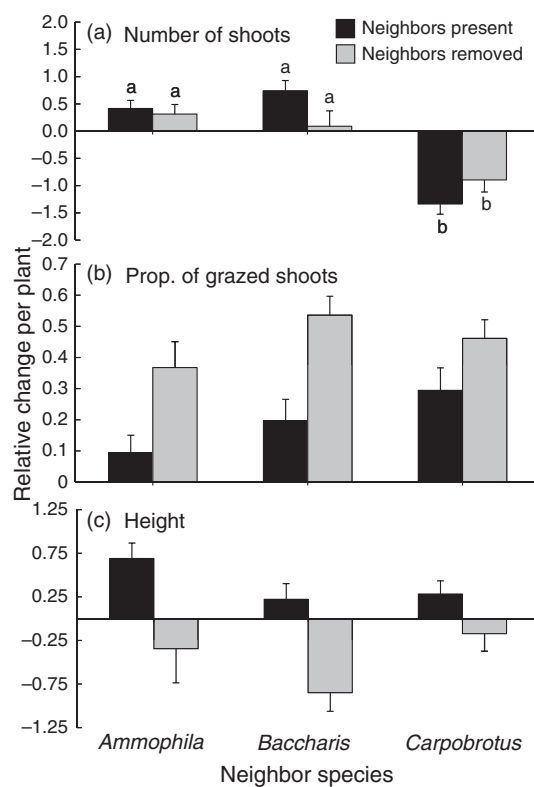 (a) Number of shoots
Neighbors present
Neighbors removed
2.0
1.5
1.0
0.5
0.0
−0.5
−1.0
−1.5
−2.0
a
a
a
a
b
b
(b) Prop. of grazed shoots
0.7
0.6
0.5
0.4
0.3
0.2
0.1
0
Relative change per plant
(c) Height
1.25
0.75
0.25
−0.25
−0.75
−1.25
Ammophila Baccharis Carpobrotus
Neighbor species